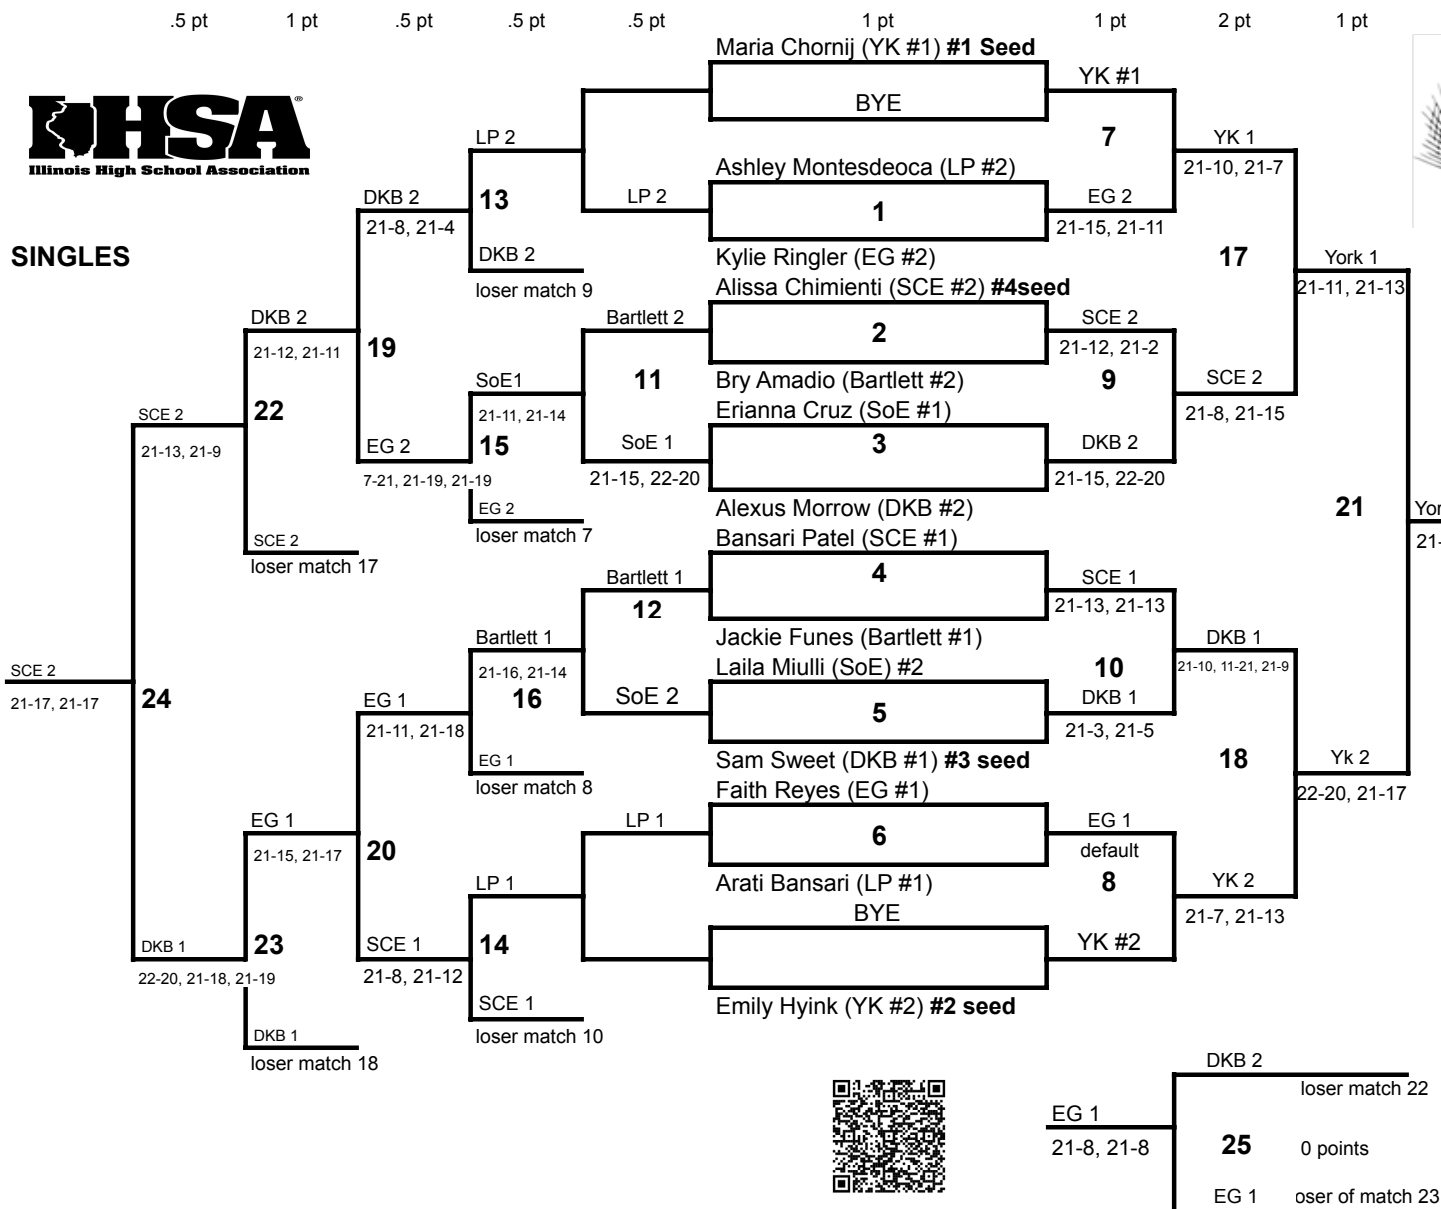 .5 pt 1 pt .5 pt .5 pt .5 pt 1 pt 1 pt 2 pt 1 pt
Maria Chornij (YK #1) #1 Seed
YK #1
BYE
IHSA
®
Illinois High School Association
LP 2
7
YK 1
Ashley Montesdeoca (LP #2)
21-10, 21-7
DKB 2
13
LP 2
1
EG 2
21-8, 21-4
21-15, 21-11
SINGLES
DKB 2
Kylie Ringler (EG #2)
17
York 1
loser match 9
Alissa Chimienti (SCE #2) #4seed
21-11, 21-13
DKB 2
Bartlett 2
2
SCE 2
21-12, 21-11
19
21-12, 21-2
SoE1
11
Bry Amadio (Bartlett #2)
9
SCE 2
SCE 2
22
21-11, 21-14
Erianna Cruz (SoE #1)
21-8, 21-15
21-13, 21-9
EG 2
15
SoE 1
3
DKB 2
7-21, 21-19, 21-19
21-15, 22-20
21-15, 22-20
EG 2
Alexus Morrow (DKB #2)
21
Yor
loser match 7
Bansari Patel (SCE #1)
21-
SCE 2
loser match 17
Bartlett 1
4
SCE 1
12
21-13, 21-13
Bartlett 1
Jackie Funes (Bartlett #1)
DKB 1
SCE 2
21-16, 21-14
Laila Miulli (SoE) #2
10
21-10, 11-21, 21-9
21-17, 21-17
24
EG 1
16
SoE 2
5
DKB 1
21-11, 21-18
21-3, 21-5
EG 1
Sam Sweet (DKB #1) #3 seed
18
Yk 2
loser match 8
Faith Reyes (EG #1)
22-20, 21-17
EG 1
LP 1
6
EG 1
21-15, 21-17
20
default
LP 1
Arati Bansari (LP #1)
8
YK 2
BYE
21-7, 21-13
DKB 1
23
SCE 1
14
YK #2
22-20, 21-18, 21-19
21-8, 21-12
SCE 1
Emily Hyink (YK #2) #2 seed
DKB 1
loser match 10
loser match 18
DKB 2
loser match 22
EG 1
21-8, 21-8
25
0 points
EG 1
oser of match 23